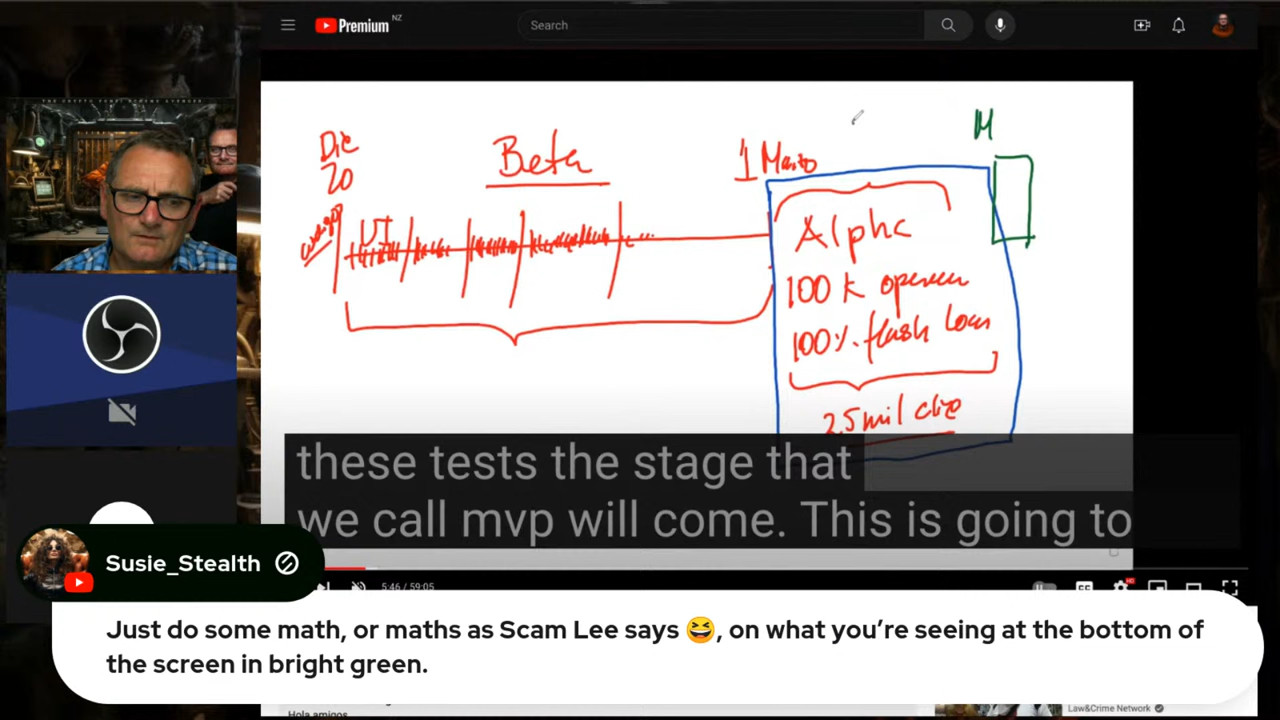 Premium NZ
Search
Dic
20
Beta
1 Marzo
M
UI
Alpha
100 K
100% flash loan
2.5 mil
these tests the stage that
we call mvp will come. This is going to
5:46 / 59:05
Susie_Stealth
Just do some math, or maths as Scam Lee says 😆, on what you’re seeing at the bottom of
the screen in bright green.
Hola amigos
Law&Crime Network